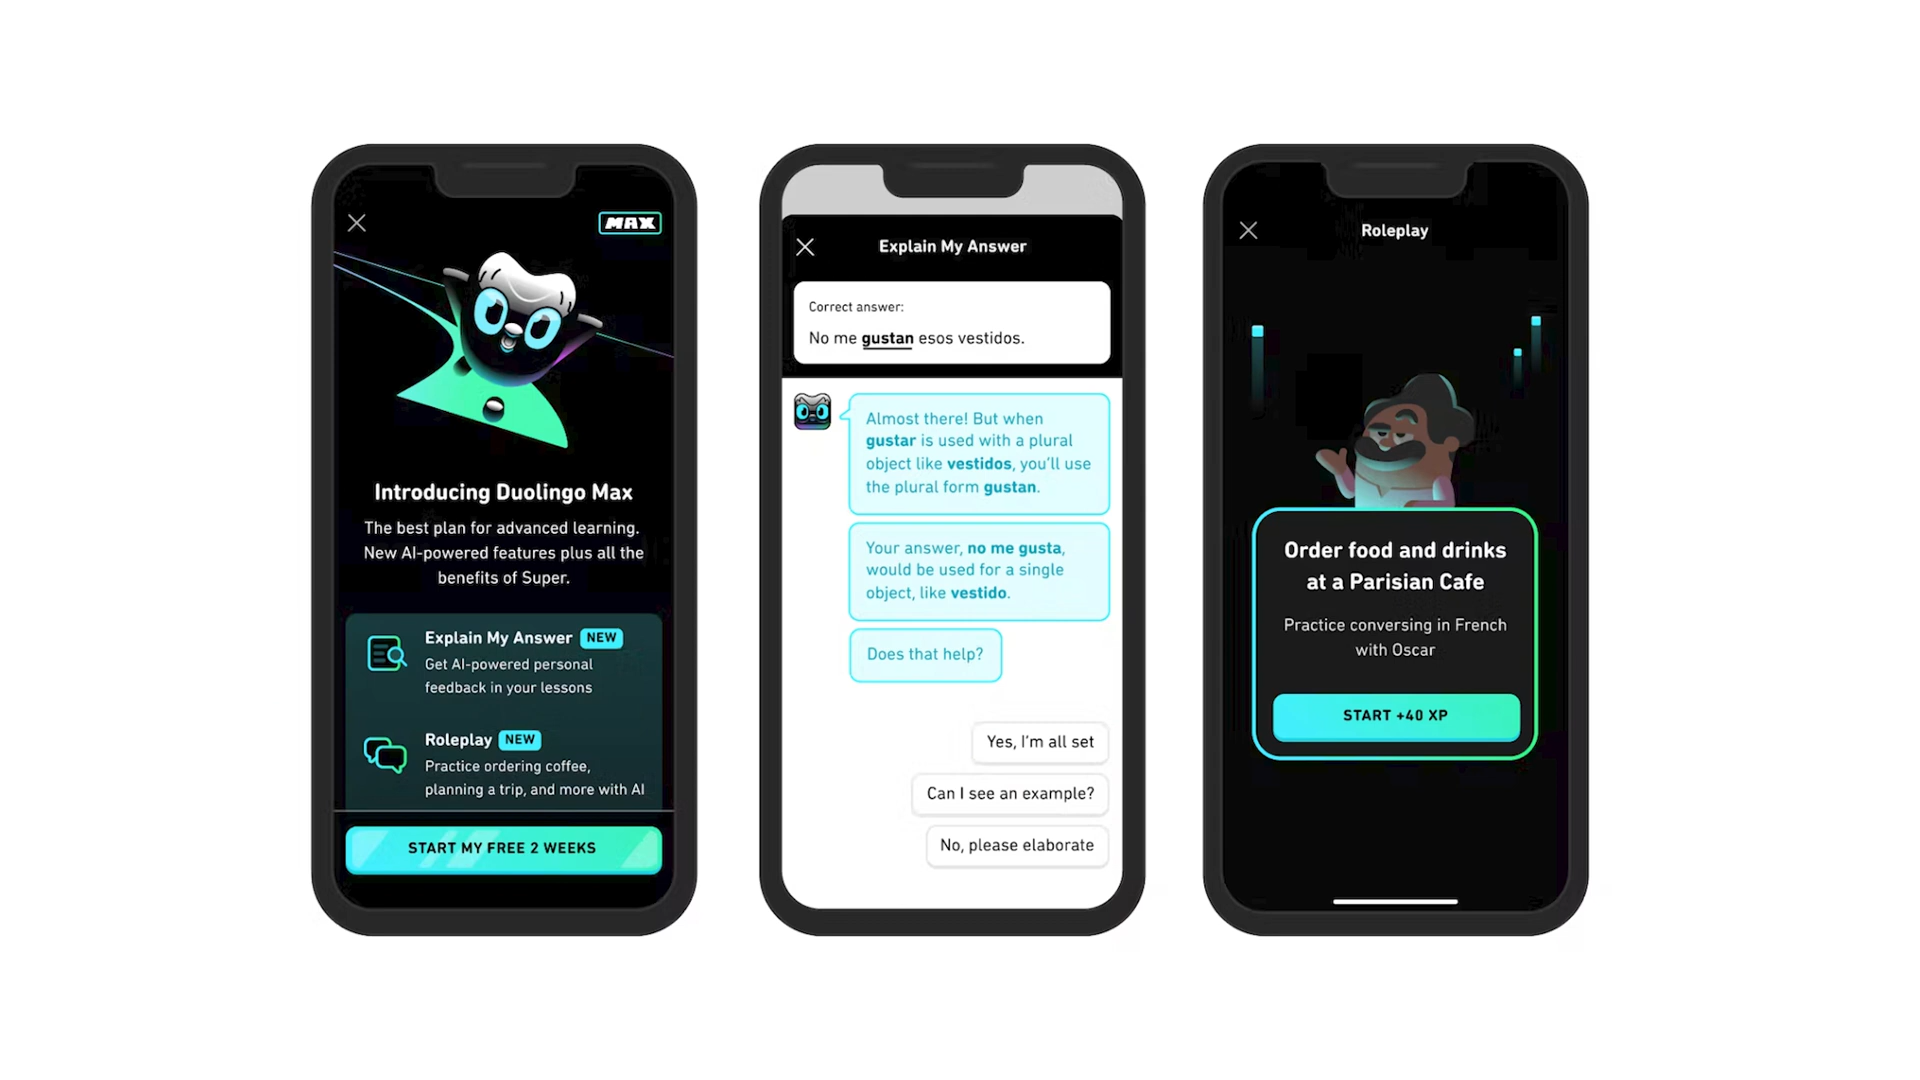 MAX
Introducing Duolingo Max
The best plan for advanced learning.
New AI-powered features plus all the
benefits of Super.
Explain My Answer NEW
Get AI-powered personal
feedback in your lessons
Roleplay NEW
Practice ordering coffee,
planning a trip, and more with AI
START MY FREE 2 WEEKS
Explain My Answer
Correct answer:
No me gustan esos vestidos.
Almost there! But when
gustar is used with a plural
object like vestidos, you’ll use
the plural form gustan.
Your answer, no me gusta,
would be used for a single
object, like vestido.
Does that help?
Yes, I’m all set
Can I see an example?
No, please elaborate
Roleplay
Order food and drinks
at a Parisian Cafe
Practice conversing in French
with Oscar
START +40 XP